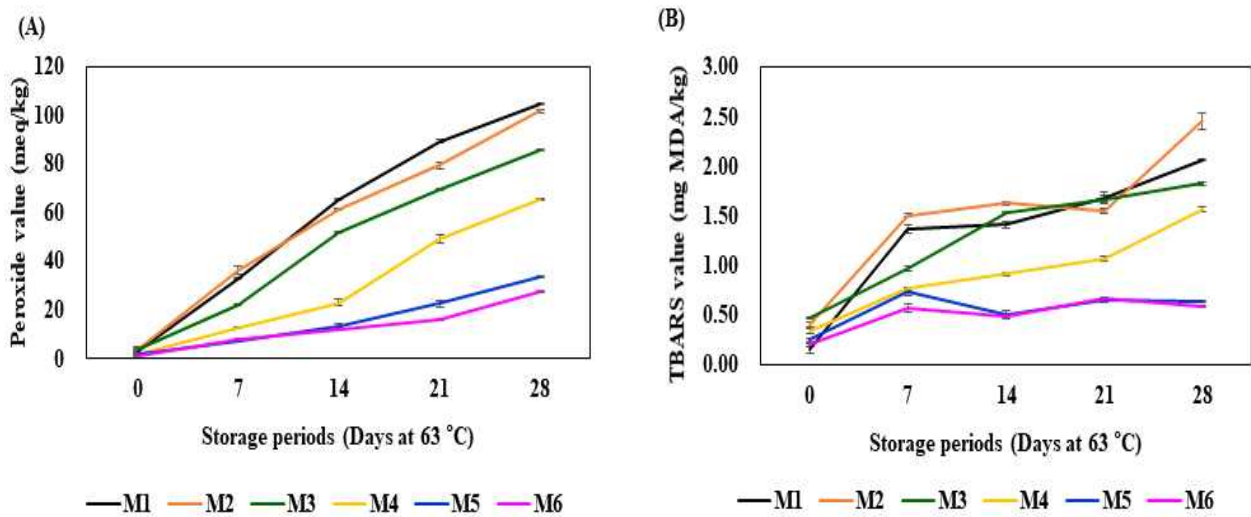 (A)
Peroxide value (meq/kg)
120
100
80
60
40
20
0
0 7 14 21 28
Storage periods (Days at 63 °C)
M1 M2 M3 M4 M5 M6
(B)
TBARS value (mg MDA/kg)
3.00
2.50
2.00
1.50
1.00
0.50
0.00
0 7 14 21 28
Storage periods (Days at 63 °C)
M1 M2 M3 M4 M5 M6